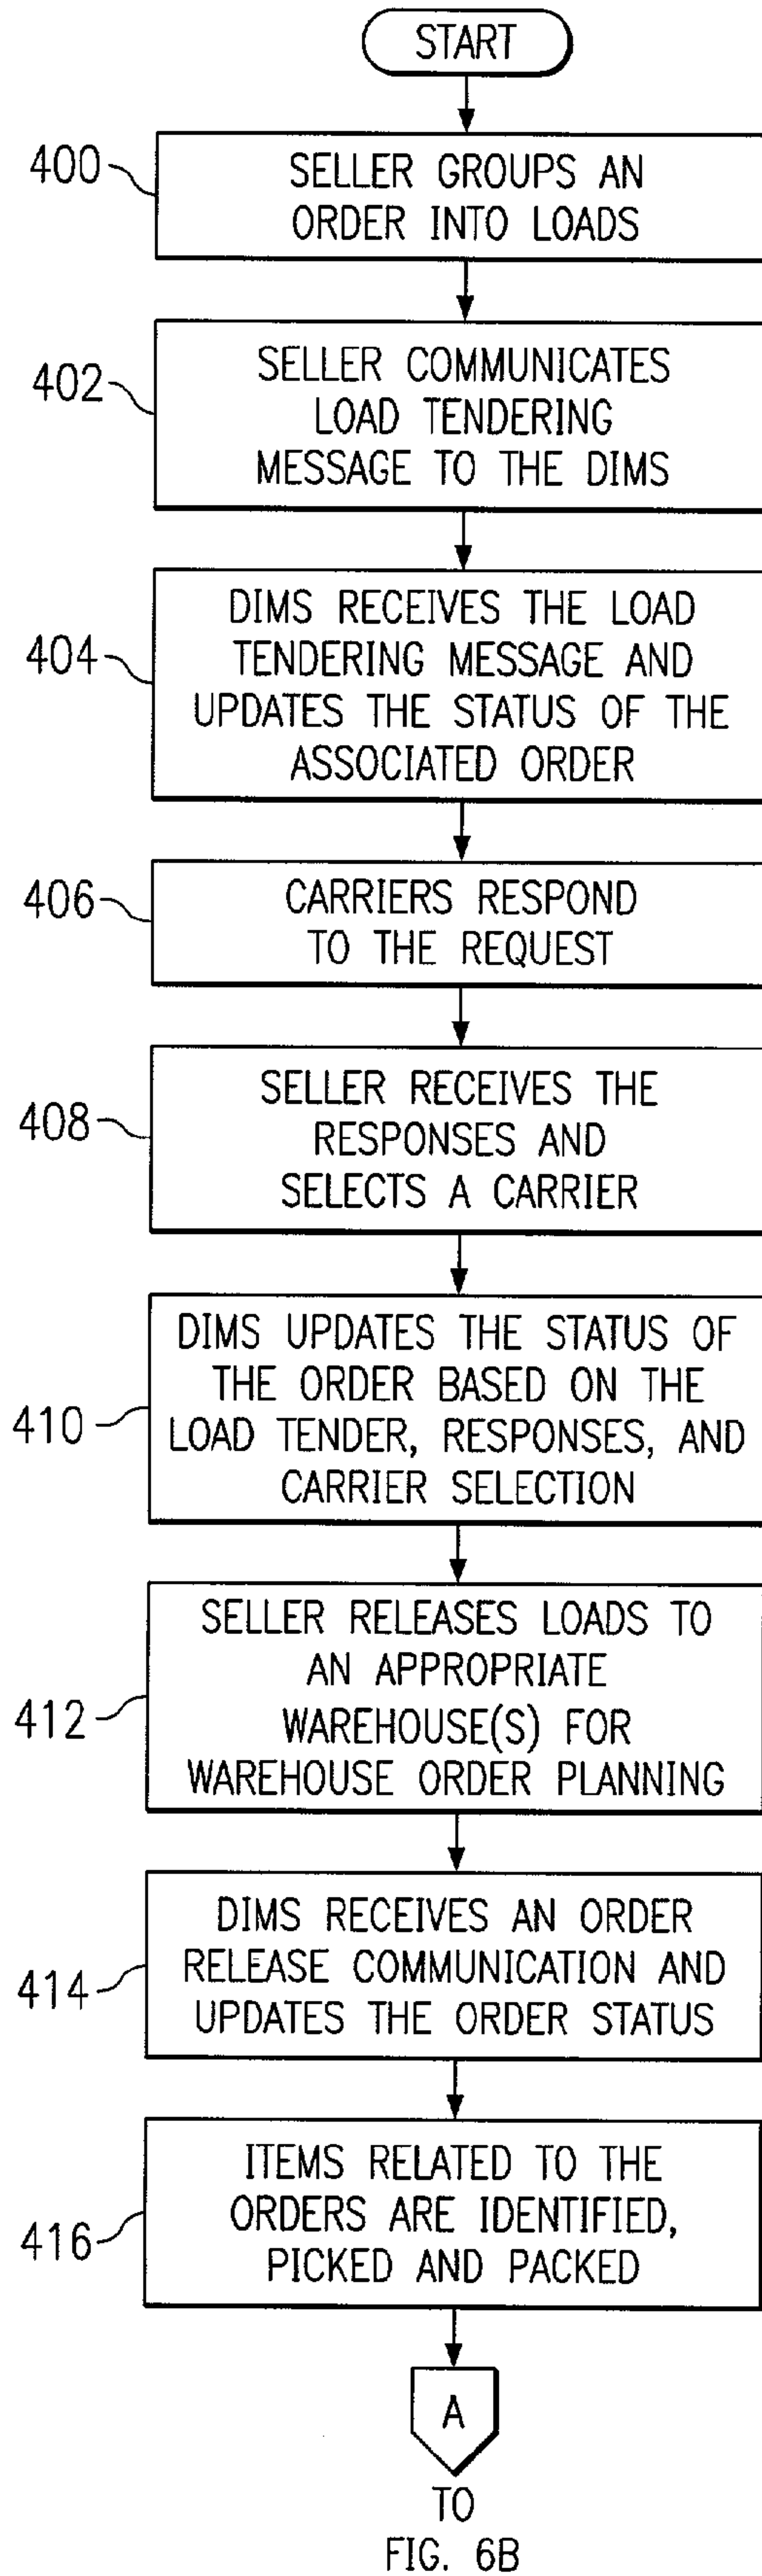 START
400
SELLER GROUPS AN
ORDER INTO LOADS
402
SELLER COMMUNICATES
LOAD TENDERING
MESSAGE TO THE DIMS
404
DIMS RECEIVES THE LOAD
TENDERING MESSAGE AND
UPDATES THE STATUS OF THE
ASSOCIATED ORDER
406
CARRIERS RESPOND
TO THE REQUEST
408
SELLER RECEIVES THE
RESPONSES AND
SELECTS A CARRIER
410
DIMS UPDATES THE STATUS OF
THE ORDER BASED ON THE
LOAD TENDER, RESPONSES, AND
CARRIER SELECTION
412
SELLER RELEASES LOADS TO
AN APPROPRIATE
WAREHOUSE(S) FOR
WAREHOUSE ORDER PLANNING
414
DIMS RECEIVES AN ORDER
RELEASE COMMUNICATION AND
UPDATES THE ORDER STATUS
416
ITEMS RELATED TO THE
ORDERS ARE IDENTIFIED,
PICKED AND PACKED
A
TO
FIG. 6B